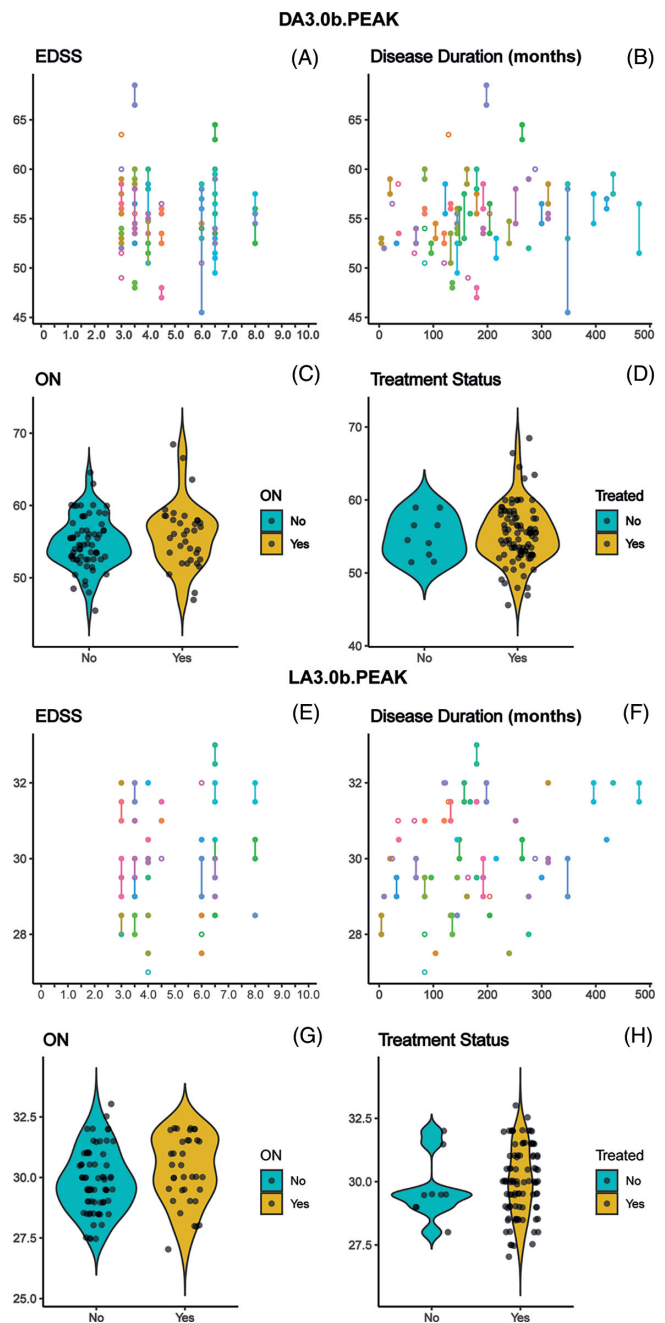 DA3.0b.PEAK
EDSS (A)
65
60
55
50
45
0 0 1.0 2.0 3.0 4.0 5.0 6.0 7.0 8.0 9.0 10.0
Disease Duration (months) (B)
65
60
55
50
45
0 100 200 300 400 500
ON (C)
70
60
50
No Yes
ON
No
Yes
Treatment Status (D)
70
60
50
40
No Yes
Treated
No
Yes
LA3.0b.PEAK
EDSS (E)
32
30
28
0 0 1.0 2.0 3.0 4.0 5.0 6.0 7.0 8.0 9.0 10.0
Disease Duration (months) (F)
32
30
28
0 100 200 300 400 500
ON (G)
32.5
30.0
27.5
25.0
No Yes
ON
No
Yes
Treatment Status (H)
32.5
30.0
27.5
No Yes
Treated
No
Yes